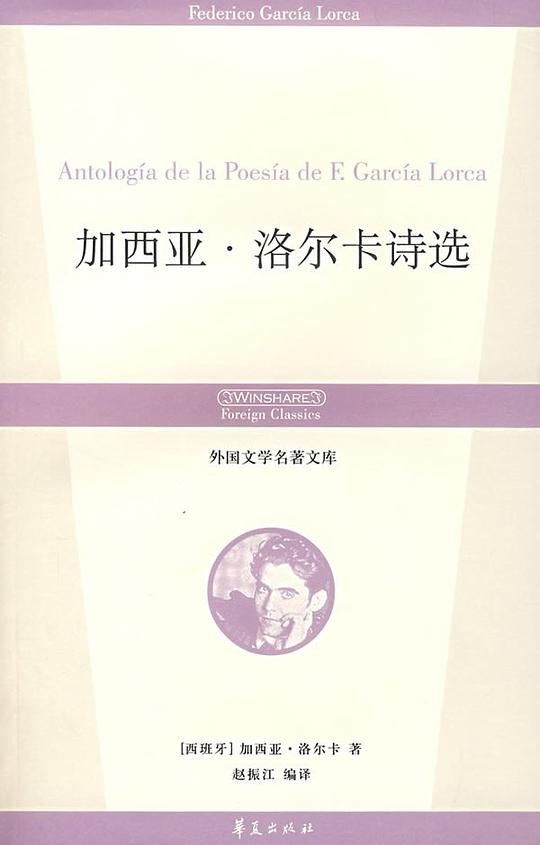 Federico García Lorca
Antología de la Poesía de F. García Lorca
加西亚·洛尔卡诗选
WINSHARE
Foreign Classics
外国文学名著文库
[西班牙] 加西亚·洛尔卡 著
赵振江 编译
华夏出版社